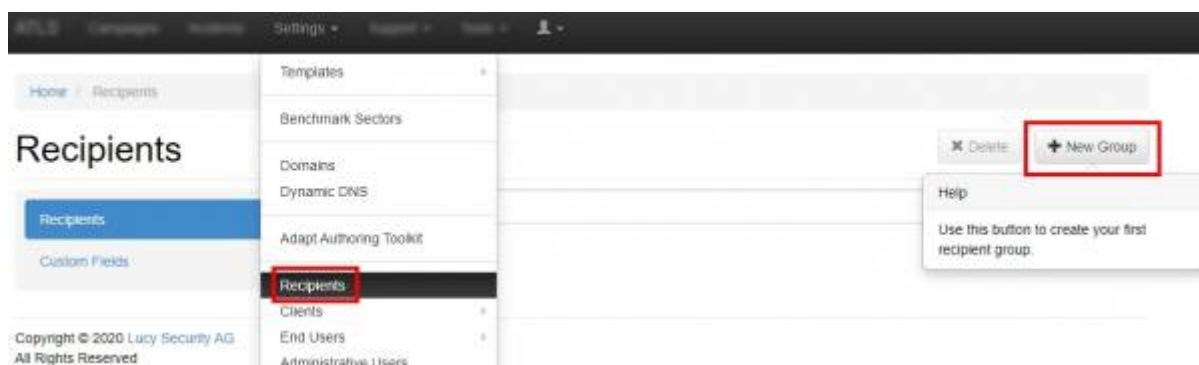 Settings
Home / Recipients
Recipients
Delete
New Group
Recipients
Custom Fields
Templates
Benchmark Sectors
Domains
Dynamic DNS
Adapt Authoring Toolkit
Recipients
Clients
End Users
Administrative Users
Help
Use this button to create your first
recipient group.
Copyright © 2020 Lucy Security AG
All Rights Reserved